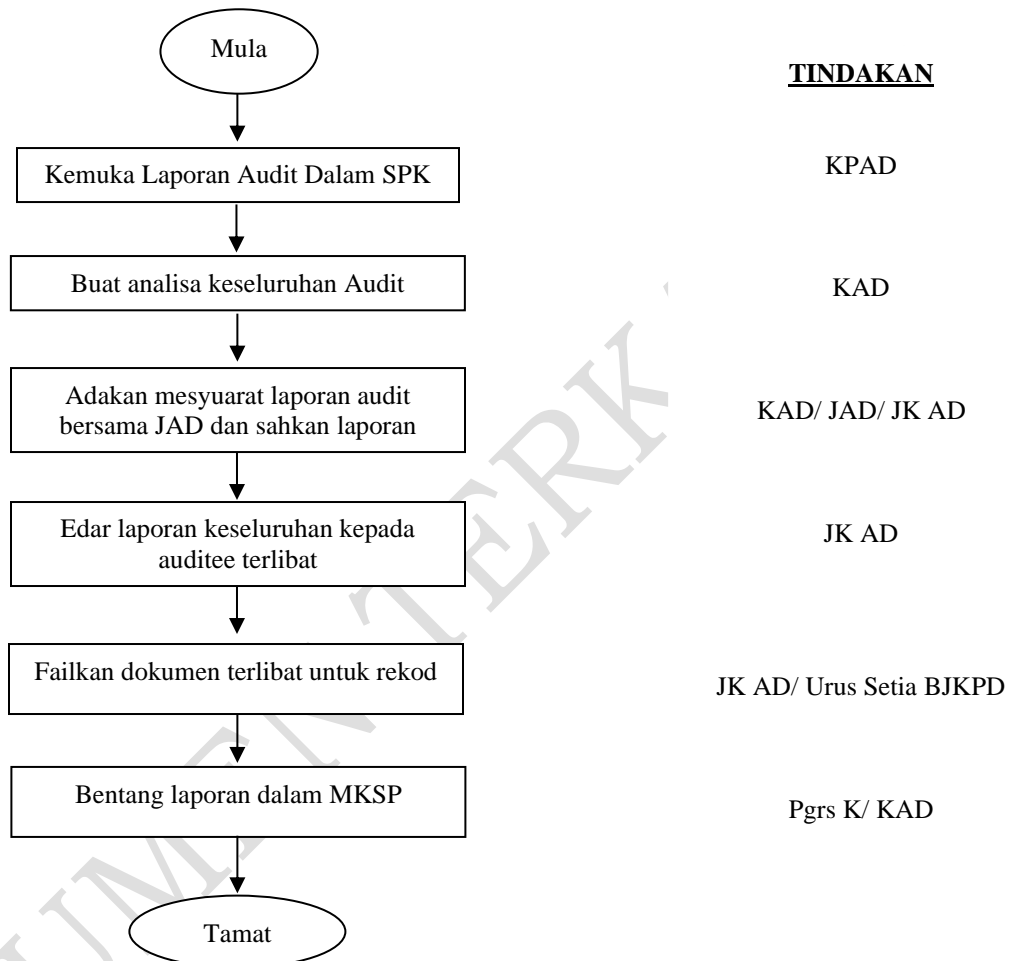 Mula
TINDAKAN
Kemuka Laporan Audit Dalam SPK
KPAD
Buat analisa keseluruhan Audit
KAD
Adakan mesyuarat laporan audit
bersama JAD dan sahkan laporan
KAD/ JAD/ JK AD
Edar laporan keseluruhan kepada
auditee terlibat
JK AD
Failkan dokumen terlibat untuk rekod
JK AD/ Urus Setia BJKPD
Bentang laporan dalam MKSP
Pgrs K/ KAD
Tamat
UMEN TERK